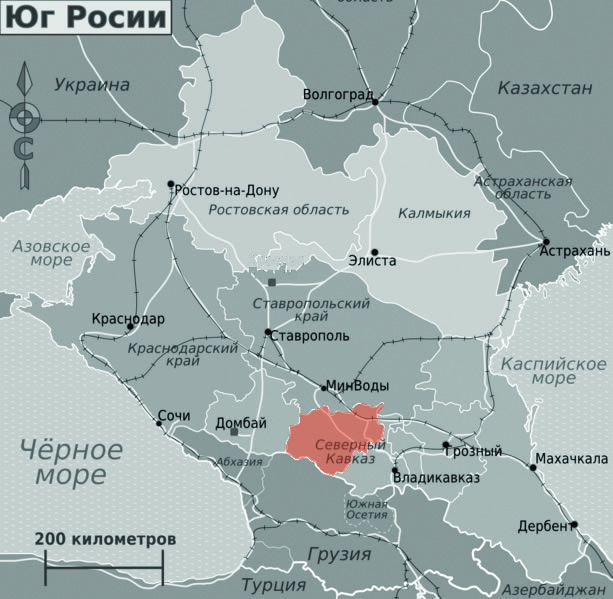 Юг Росии
область
Украина
Казахстан
Волгоград
С
Ростов-на-Дону
Ростовская область
Калмыкия
Астраханская
область
Азовское
море
Элиста
Астрахань
Ставропольский
край
Краснодар
Ставрополь
Краснодарский
край
Каспийское
море
МинВоды
Сочи
Домбай
Чёрное
море
Северный
Кавказ
Абхазия
Грозный
Махачкала
Владикавказ
Южная
Осетия
Дербент
200 километров
Грузия
Турция
Азербайджан